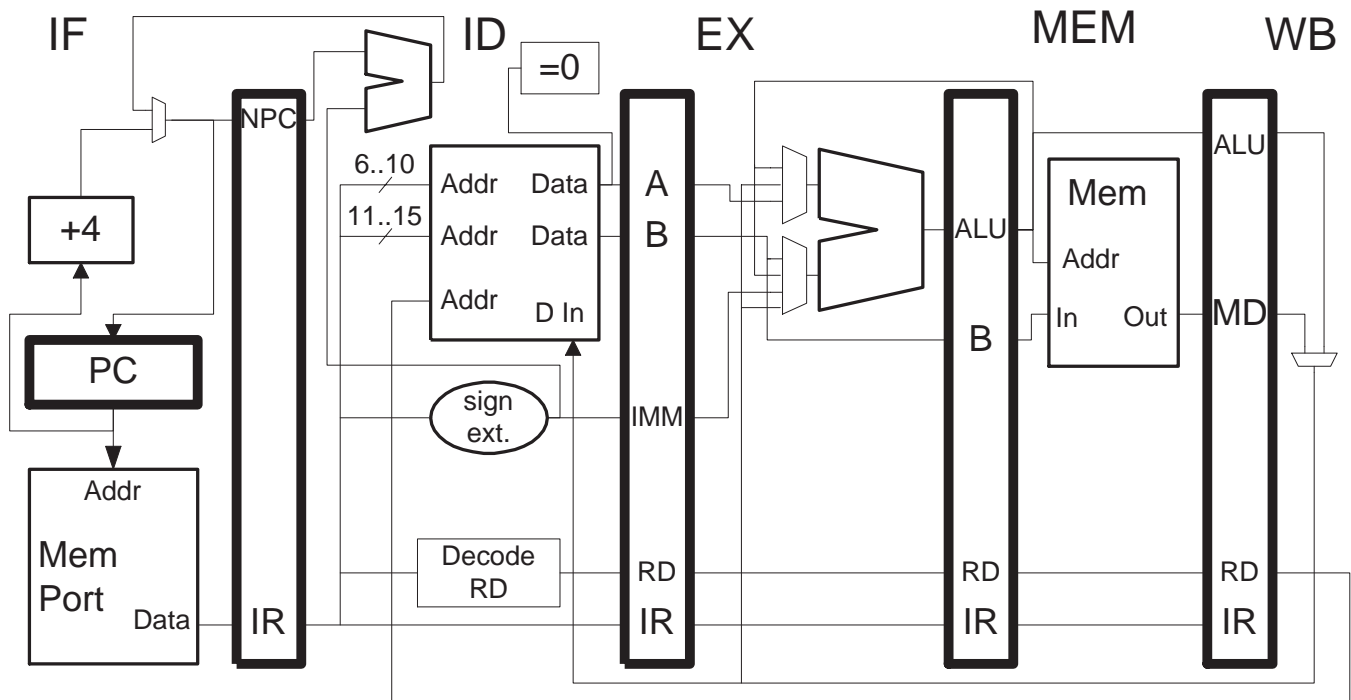 IF
ID
EX
MEM
WB
=0
NPC
6..10
Addr
Data
A
ALU
Mem
11..15
Addr
Data
B
ALU
+4
Addr
Addr
D In
In
Out
MD
PC
B
sign
ext.
IMM
Addr
Mem
Port
Data
Decode
RD
RD
RD
RD
IR
IR
IR
IR